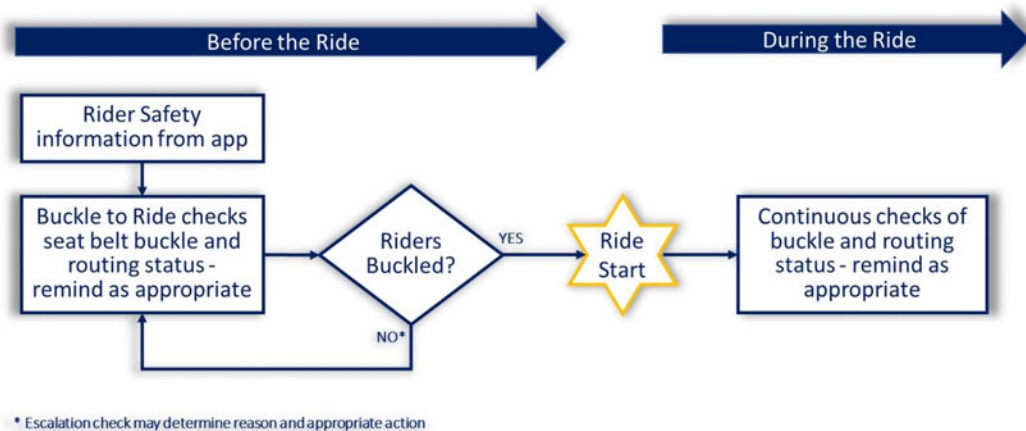 Before the Ride
During the Ride
Rider Safety
information from app
Buckle to Ride checks
seat belt buckle and
routing status -
remind as appropriate
Riders
Buckled?
YES
NO*
Ride
Start
Continuous checks of
buckle and routing
status - remind as
appropriate
* Escalation check may determine reason and appropriate action